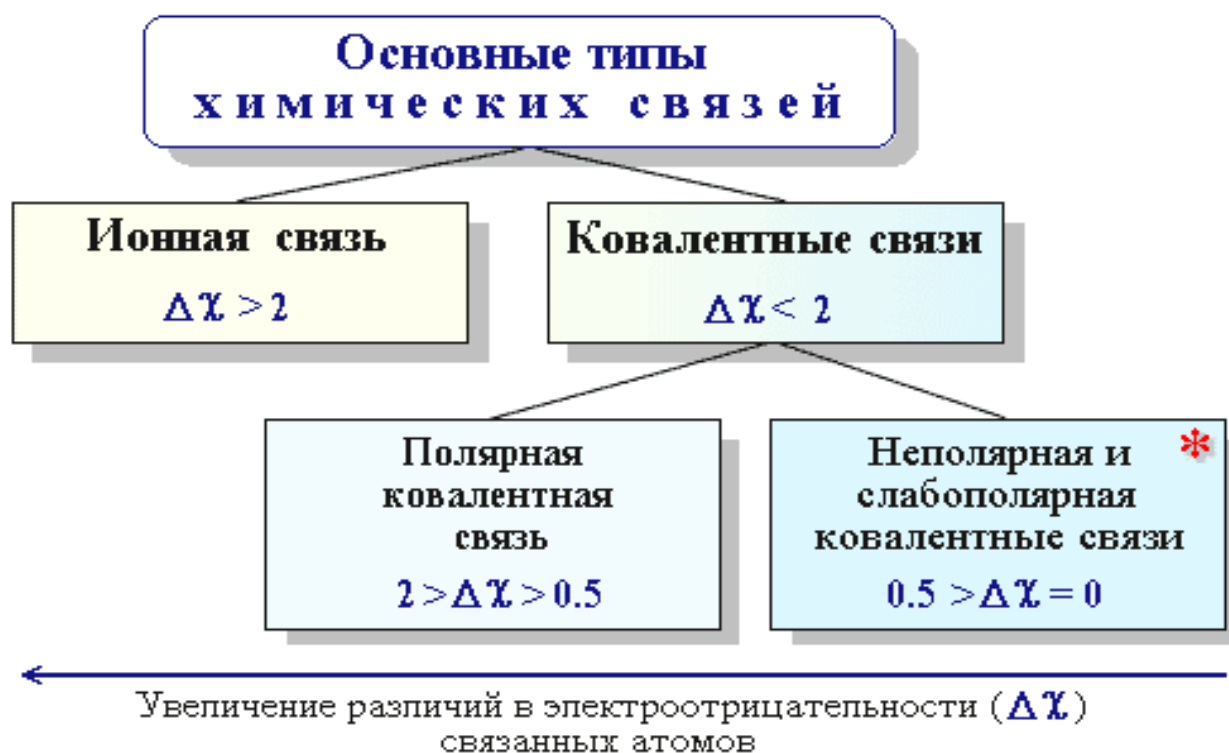 Основные типы
химических связей
Ионная связь
Δχ > 2
Ковалентные связи
Δχ < 2
Полярная
ковалентная
связь
2 > Δχ > 0.5
Неполярная и *
слабополярная
ковалентные связи
0.5 > Δχ = 0
Увеличение различий в электроотрицательности (Δχ)
связанных атомов